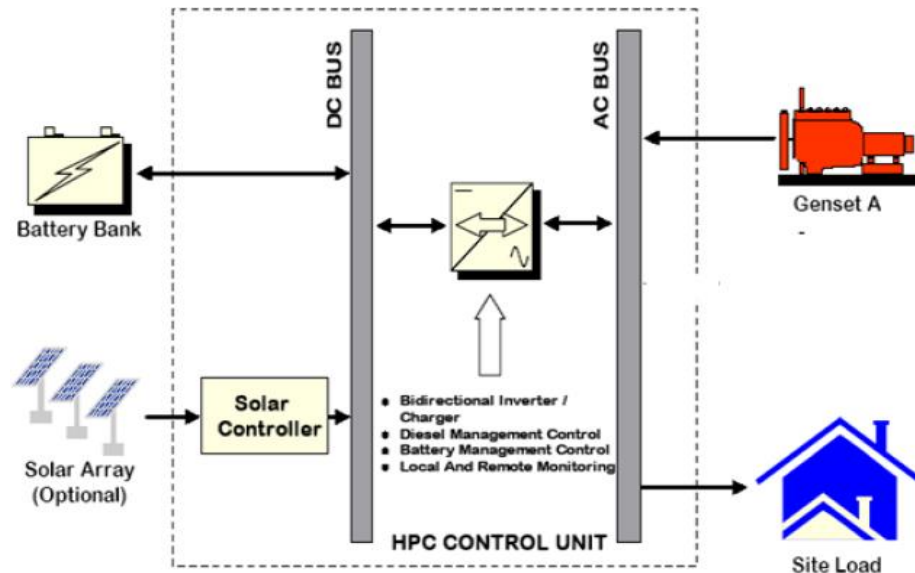 DC BUS
AC BUS
Battery Bank
Genset A
Solar
Controller
Bidirectional Inverter /
Charger
Diesel Management Control
Battery Management Control
Local And Remote Monitoring
Solar Array
(Optional)
HPC CONTROL UNIT
Site Load